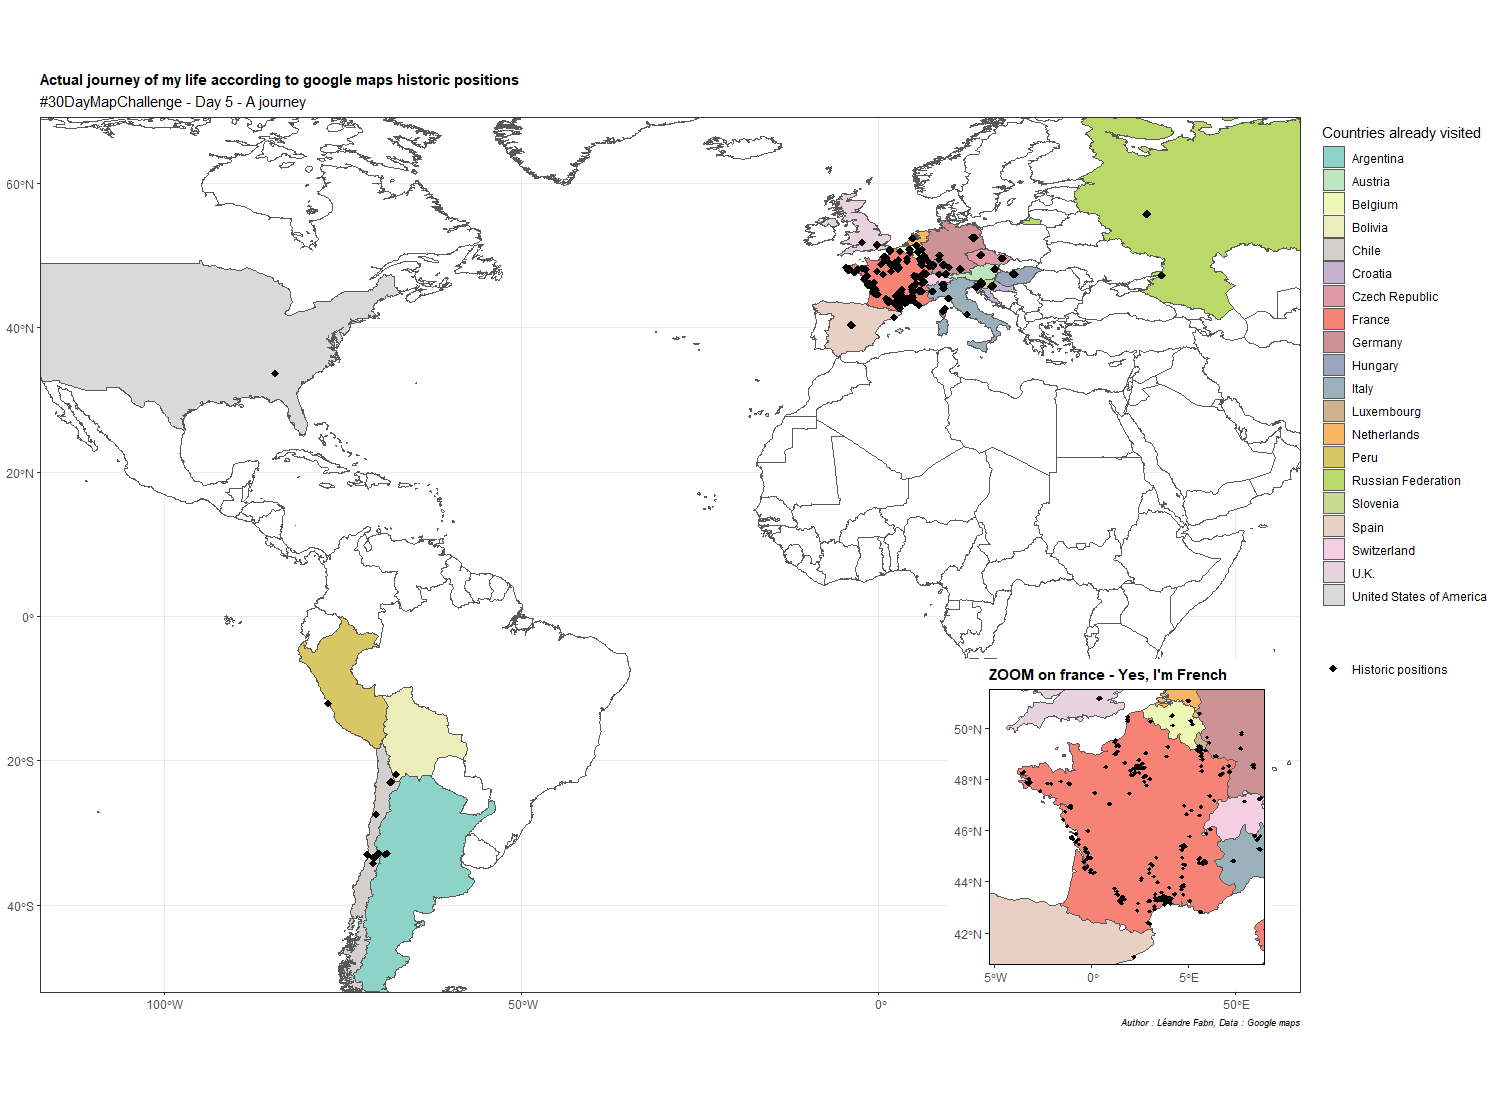 Actual journey of my life according to google maps historic positions
#30DayMapChallenge - Day 5 - A journey
60°N
40°N
20°N
0°
20°S
40°S
100°W
50°W
0°
50°E
Countries already visited
Argentina
Austria
Belgium
Bolivia
Chile
Croatia
Czech Republic
France
Germany
Hungary
Italy
Luxembourg
Netherlands
Peru
Russian Federation
Slovenia
Spain
Switzerland
U.K.
United States of America
Historic positions
ZOOM on france - Yes, I'm French
50°N
48°N
46°N
44°N
42°N
5°W
0°
5°E
Author : Léandre Fabri, Data : Google maps